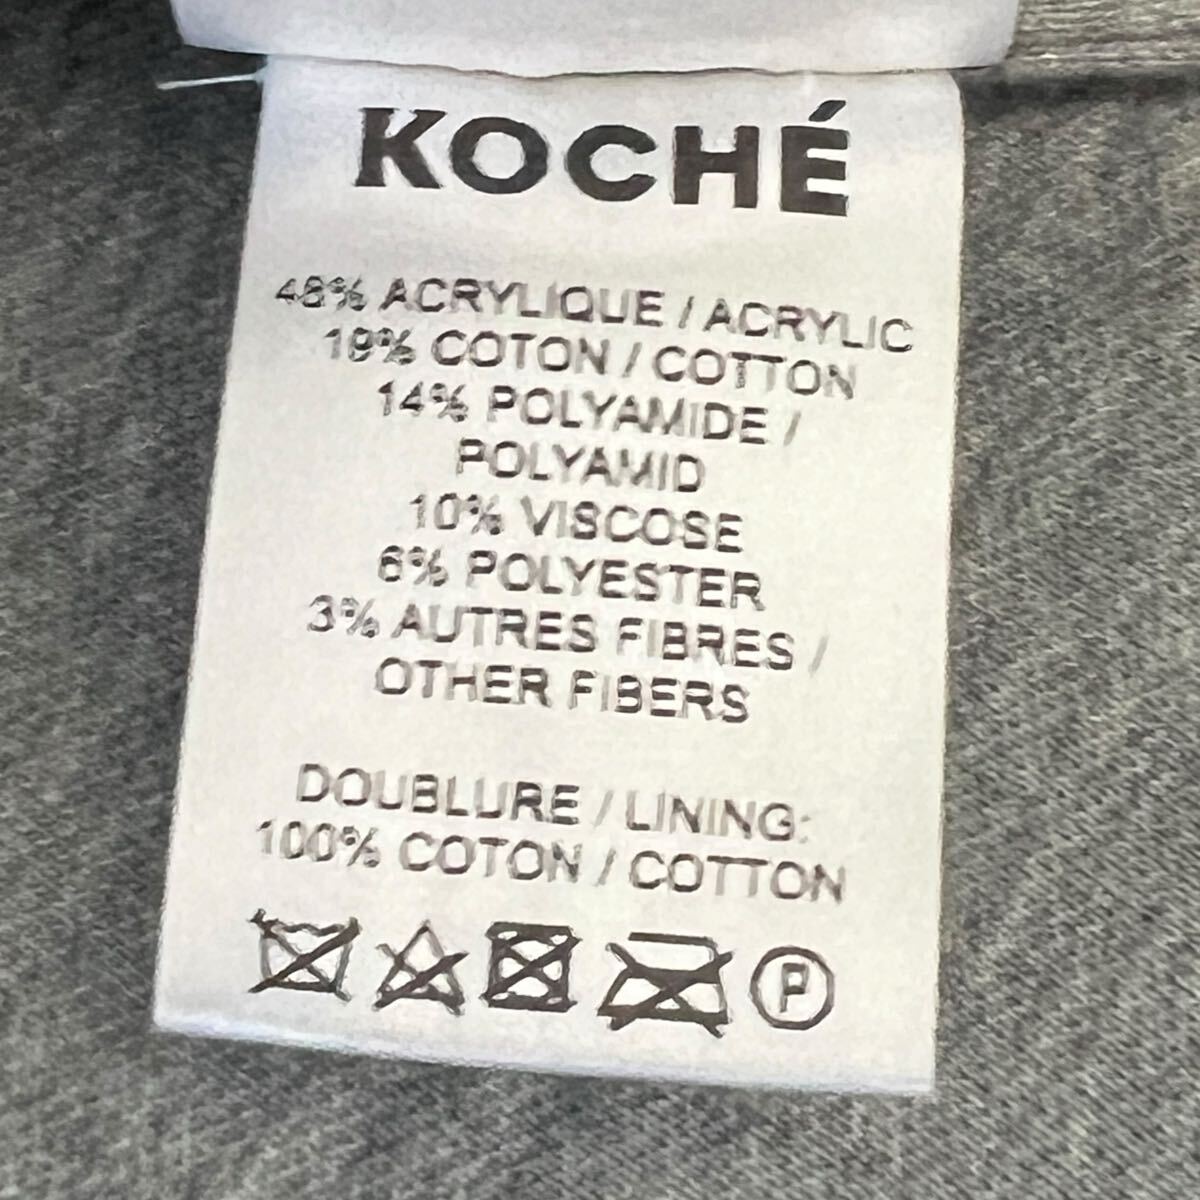 KOCHÉ
48% ACRYLIQUE / ACRYLIC
19% COTON / COTTON
14% POLYAMIDE /
POLYAMID
10% VISCOSE
6% POLYESTER
3% AUTRES FIBRES /
OTHER FIBERS
DOUBLURE / LINING:
100% COTON / COTTON
P